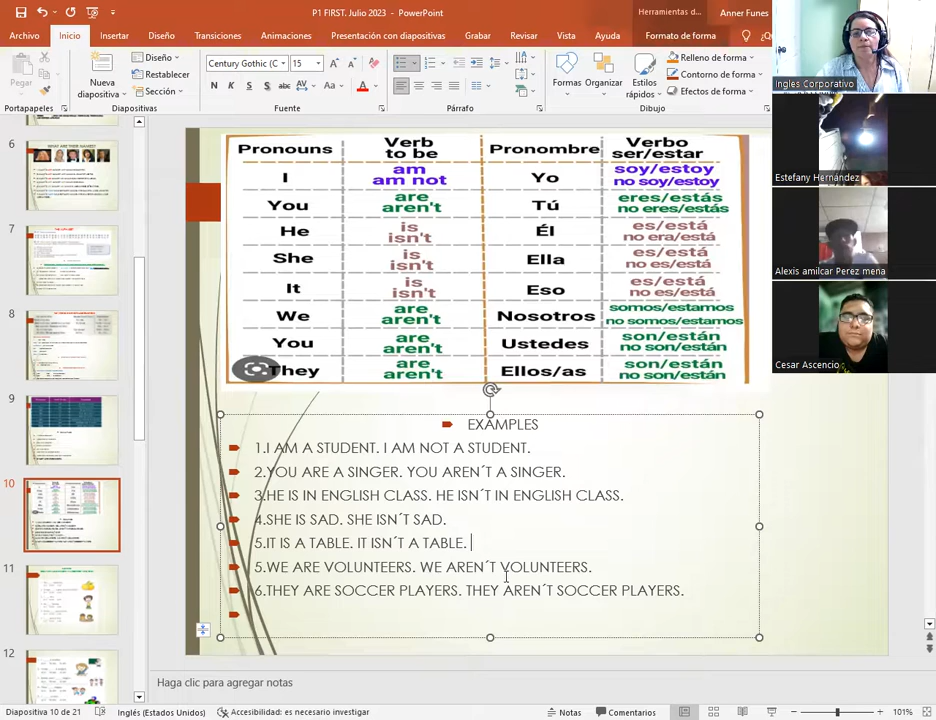 P1 FIRST. Julio 2023 - PowerPoint
Herramientas d...
Anner Funes
Archivo Inicio Insertar Diseño Transiciones Animaciones Presentación con diapositivas Grabar Revisar Vista Ayuda Formato de forma
Pegar
Nueva diapositiva
Diseño
Restablecer
Sección
Century Gothic (C 15
N K S S abc AV Aa A
Formas Organizar Estilos rápidos
Relleno de forma
Contorno de forma
Efectos de forma
Portapapeles Diapositivas Fuente Párrafo Dibujo
Inglés Corporativo
Estefany Hernández
Alexis amilcar Perez mena
Cesar Ascencio
6
7
8
9
10
11
12
Pronouns Verb to be Pronombre Verbo ser/estar
I am am not Yo soy/estoy no soy/estoy
You are aren't Tú eres/estás no eres/estás
He is isn't Él es/está no era/está
She is isn't Ella es/está no es/está
It is isn't Eso es/está no es/está
We are aren't Nosotros somos/estamos no somos/estamos
You are aren't Ustedes son/están no son/están
They are aren't Ellos/as son/están no son/están
EXAMPLES
1.I AM A STUDENT. I AM NOT A STUDENT.
2.YOU ARE A SINGER. YOU AREN´T A SINGER.
3.HE IS IN ENGLISH CLASS. HE ISN´T IN ENGLISH CLASS.
4.SHE IS SAD. SHE ISN´T SAD.
5.IT IS A TABLE. IT ISN´T A TABLE.
5.WE ARE VOLUNTEERS. WE AREN´T VOLUNTEERS.
6.THEY ARE SOCCER PLAYERS. THEY AREN´T SOCCER PLAYERS.
Haga clic para agregar notas
Diapositiva 10 de 21 Inglés (Estados Unidos) Accesibilidad: es necesario investigar Notas Comentarios 101%